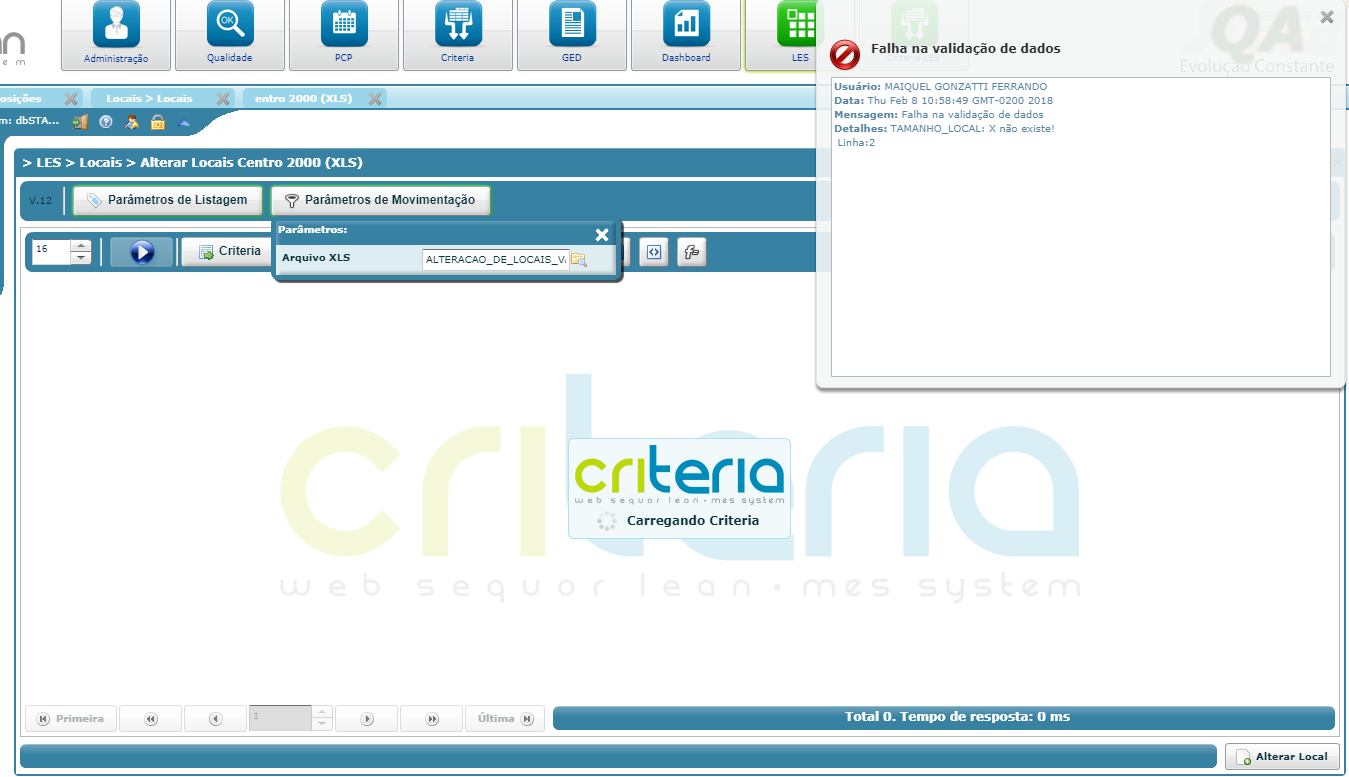 Administração
Qualidade
PCP
Criteria
GED
Dashboard
LES
Criteria LES
QA
Evolução Constante
Falha na validação de dados
Usuário: MAIQUEL GONZATTI FERRANDO
Data: Thu Feb 8 10:58:49 GMT-0200 2018
Mensagem: Falha na validação de dados
Detalhes: TAMANHO_LOCAL: X não existe!
Linha:2
osições
Locais > Locais
entro 2000 (XLS)
m: dbSTA...
> LES > Locais > Alterar Locais Centro 2000 (XLS)
V.12
Parâmetros de Listagem
Parâmetros de Movimentação
Parâmetros:
16
Criteria
Arquivo XLS
ALTERACAO_DE_LOCAIS_V
criteria
web sequor lean·mes system
criteria
web sequor lean·mes system
Carregando Criteria
Primeira
1
Última
Total 0. Tempo de resposta: 0 ms
Alterar Local